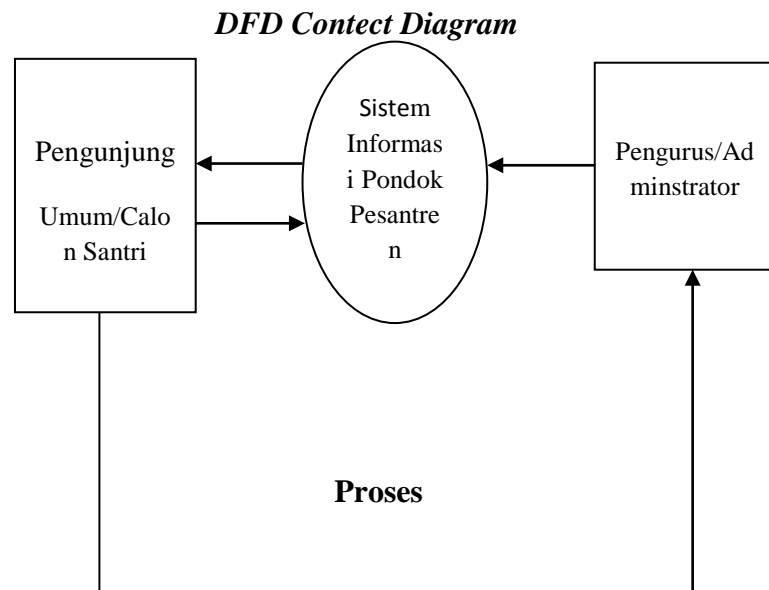 DFD Contect Diagram
Pengunjung
Umum/Calo
n Santri
Sistem
Informas
i Pondok
Pesantre
n
Pengurus/Ad
minstrator
Proses